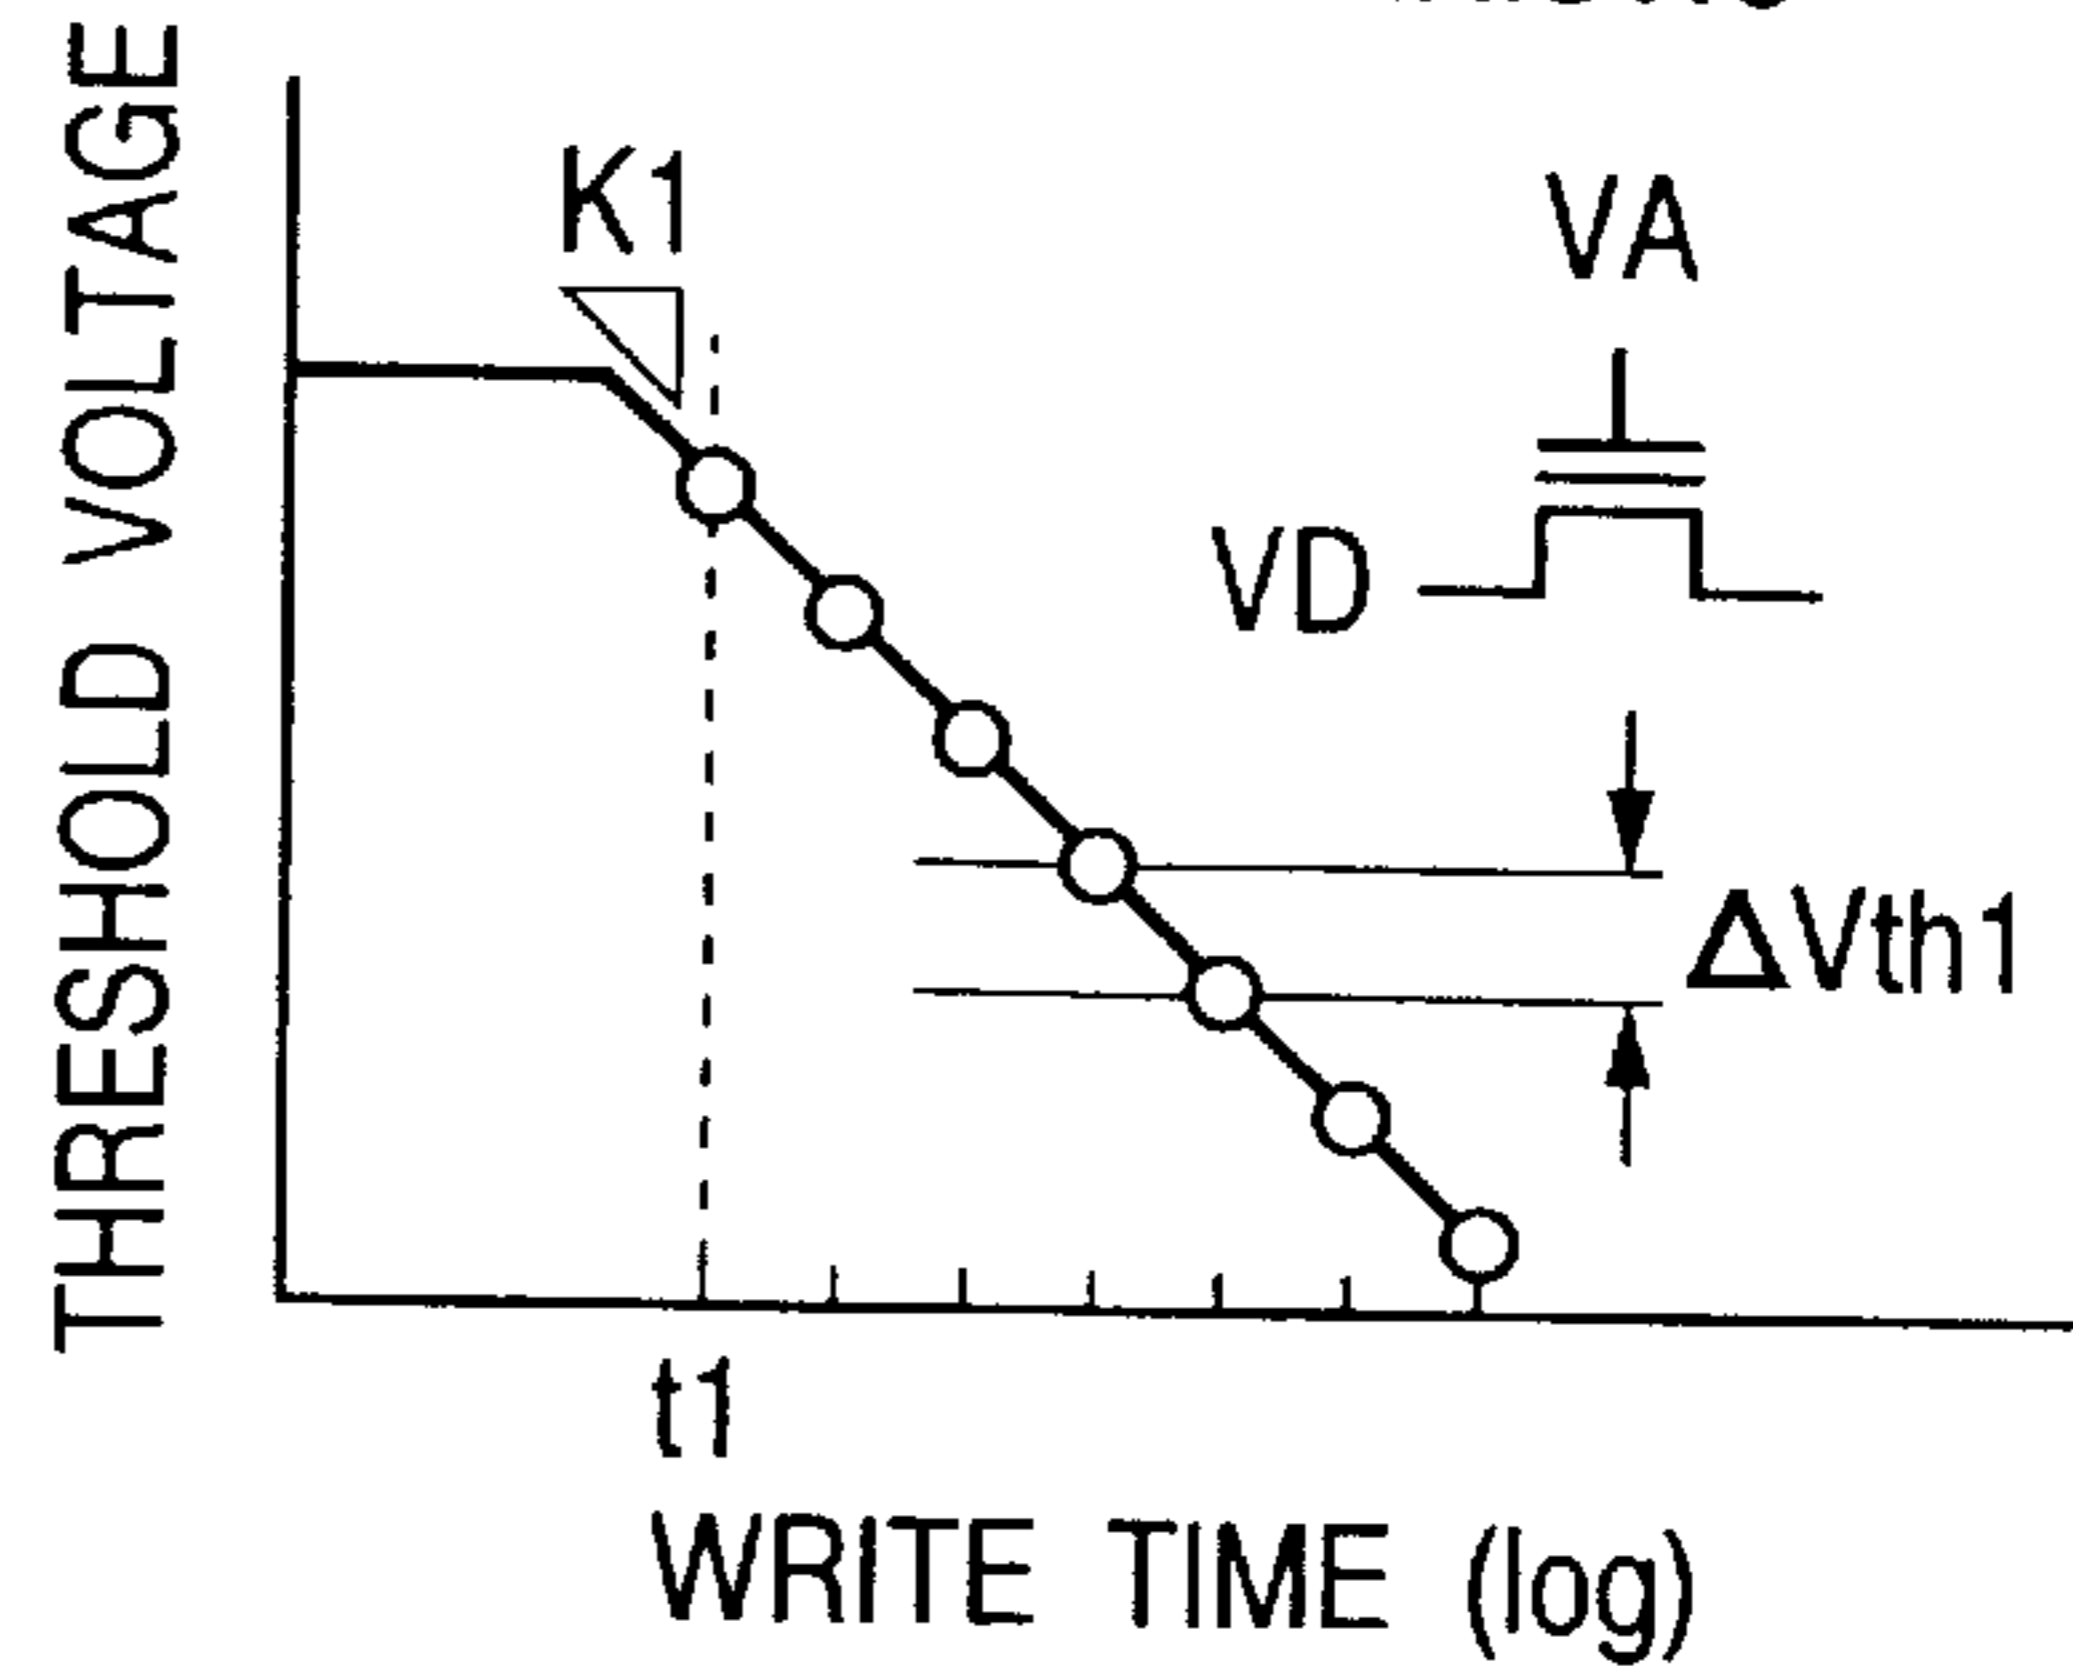 THRESHOLD VOLTAGE
K1
VA
VD
ΔVth1
t1
WRITE TIME (log)